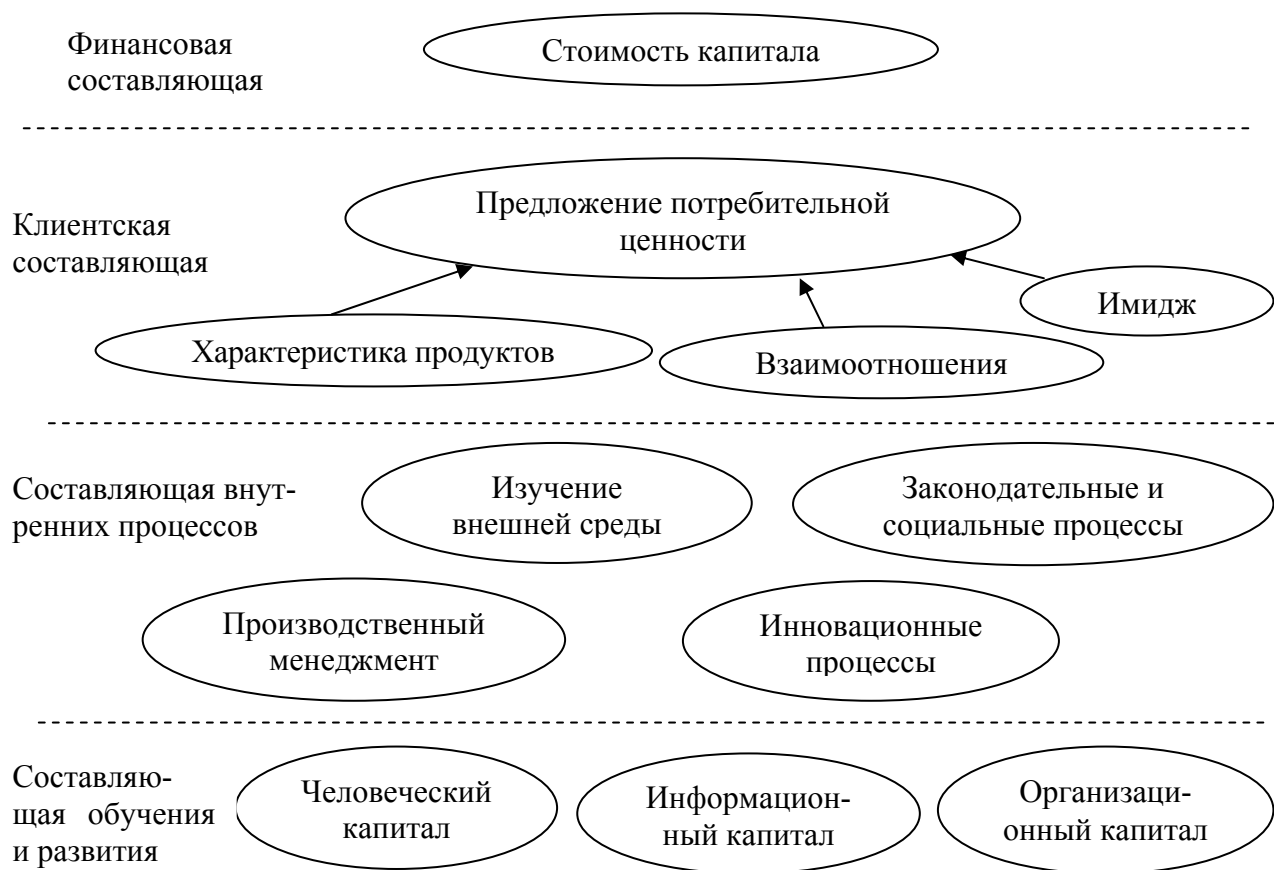 Финансовая
составляющая
Стоимость капитала
Клиентская
составляющая
Предложение потребительной
ценности
Имидж
Характеристика продуктов
Взаимоотношения
Составляющая внут-
ренних процессов
Изучение
внешней среды
Законодательные и
социальные процессы
Производственный
менеджмент
Инновационные
процессы
Составляю-
щая обучения
и развития
Человеческий
капитал
Информацион-
ный капитал
Организаци-
онный капитал